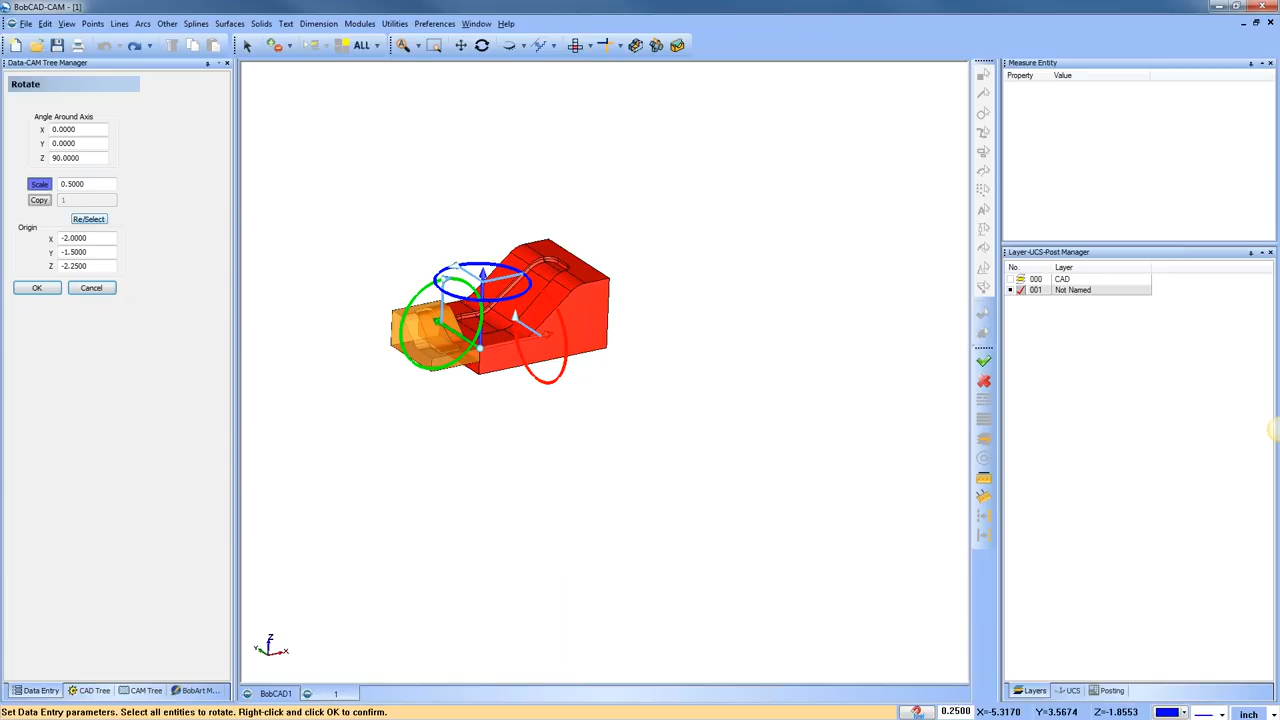 BobCAD-CAM - [1]
File Edit View Points Lines Arcs Other Splines Surfaces Solids Text Dimension Modules Utilities Preferences Window Help
ALL
Data-CAM Tree Manager
Rotate
Angle Around Axis
X 0.0000
Y 0.0000
Z 90.0000
Scale 0.5000
Copy 1
Re/Select
Origin
X -2.0000
Y -1.5000
Z -2.2500
OK Cancel
Z
Y X
Measure Entity
Property Value
Layer-UCS-Post Manager
No. Layer
000 CAD
001 Not Named
Data Entry CAD Tree CAM Tree BobArt M...
BobCAD1 1
Layers UCS Posting
Set Data Entry parameters. Select all entities to rotate. Right-click and click OK to confirm.
0.2500 X=-5.3170 Y=3.5674 Z=-1.8553 inch